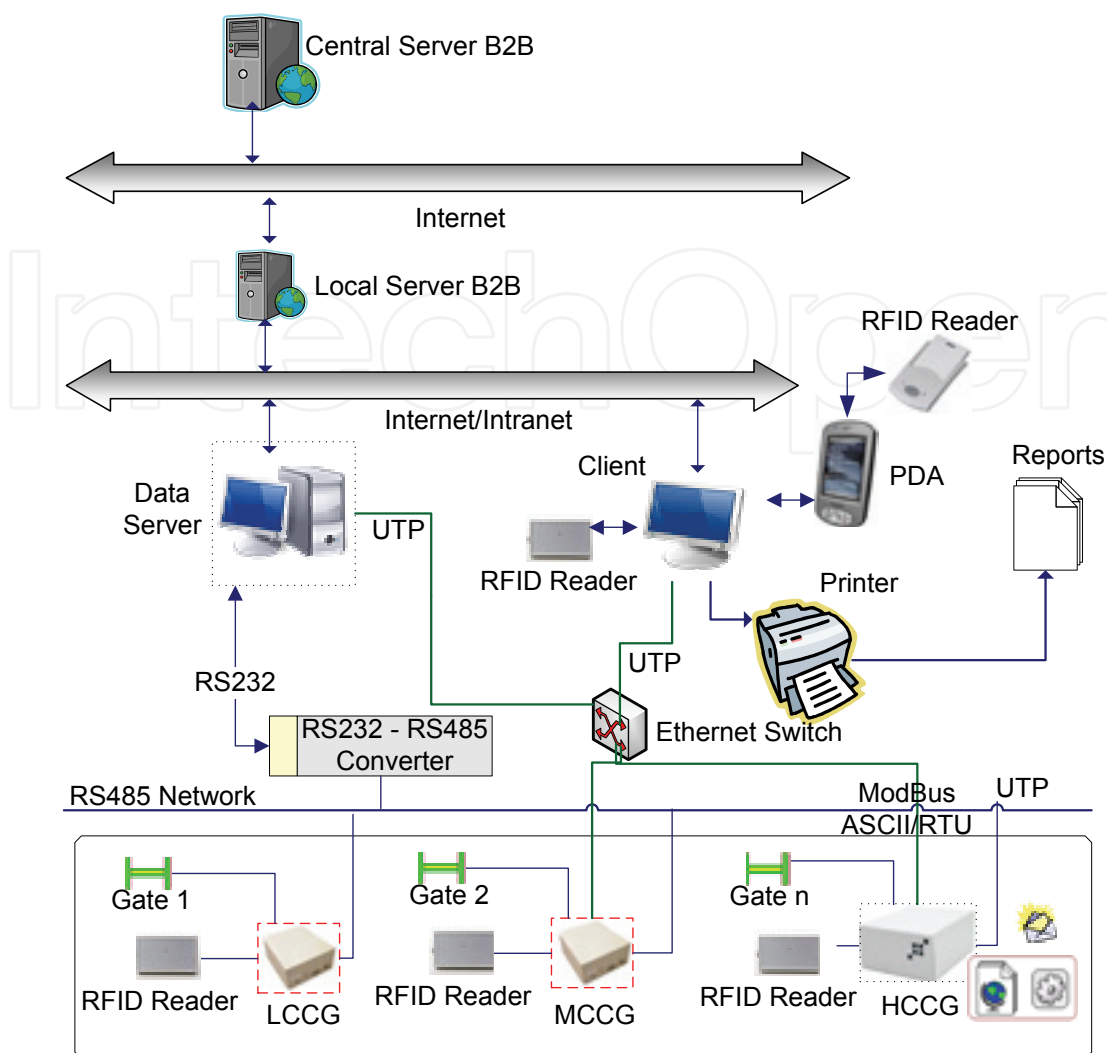 Central Server B2B
Internet
Local Server B2B
IntechOpen
RFID Reader
Internet/Intranet
Client
Reports
PDA
Data
Server
UTP
RFID Reader
Printer
UTP
RS232
Ethernet Switch
RS232 - RS485
Converter
RS485 Network
ModBus
UTP
ASCII/RTU
Gate 1
Gate 2
Gate n
RFID Reader
LCCG
RFID Reader
MCCG
RFID Reader
HCCG